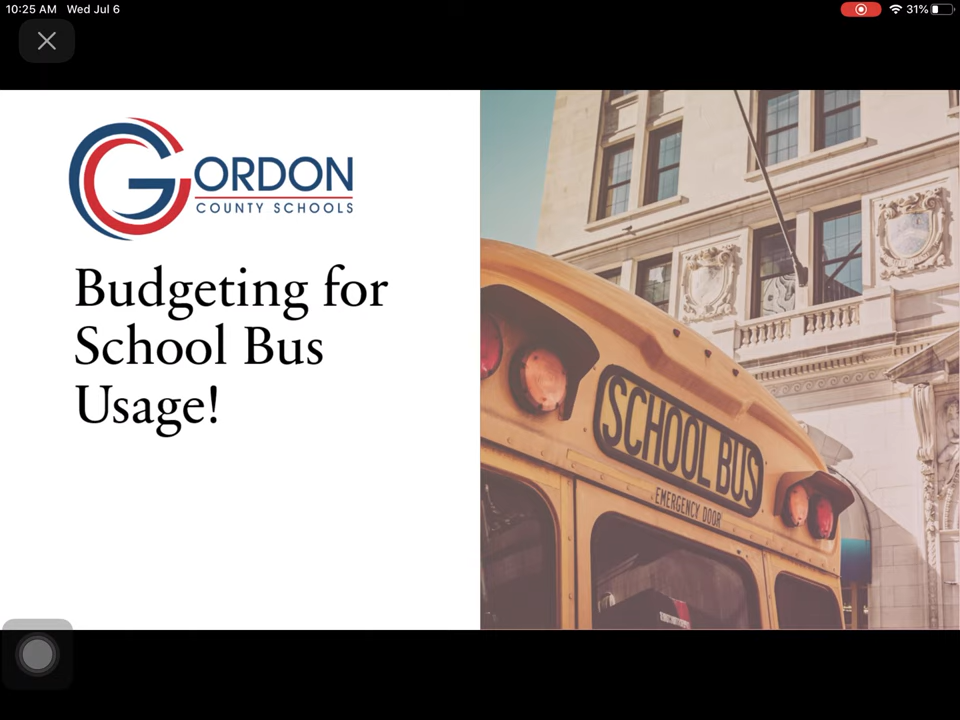 10:25 AM Wed Jul 6
31%
GORDON
COUNTY SCHOOLS
Budgeting for
School Bus
Usage!
SCHOOL BUS
EMERGENCY DOOR